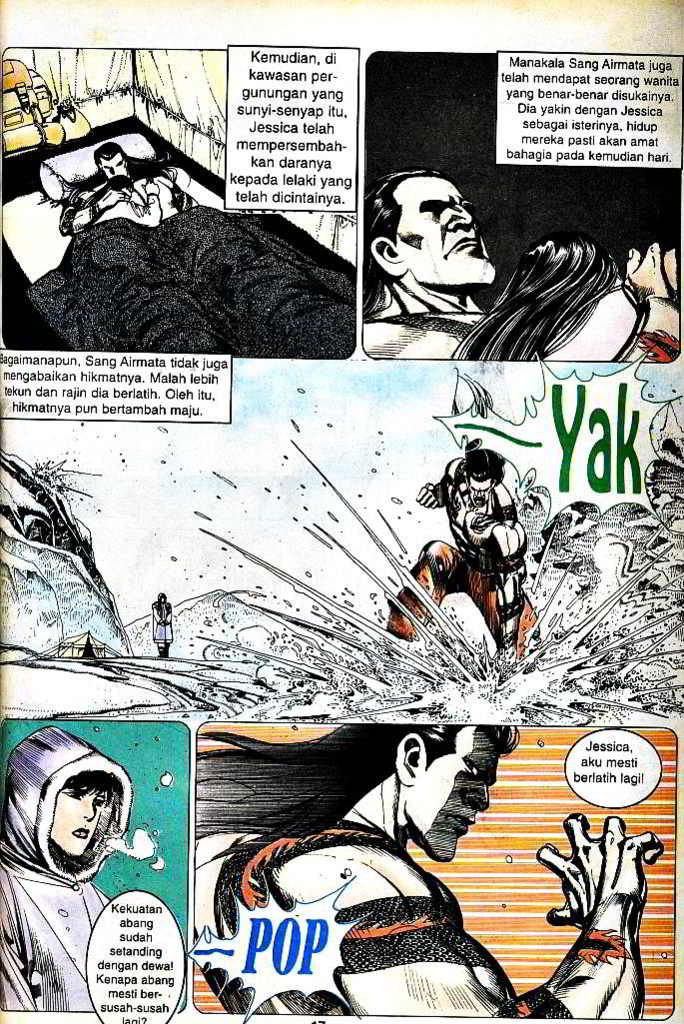 Kemudian, di
kawasan per-
gunungan yang
sunyi-senyap itu,
Jessica telah
mempersembah-
kan daranya
kepada lelaki yang
telah dicintainya.
Manakala Sang Airmata juga
telah mendapat seorang wanita
yang benar-benar disukainya.
Dia yakin dengan Jessica
sebagai isterinya, hidup
mereka pasti akan amat
bahagia pada kemudian hari.
Bagaimanapun, Sang Airmata tidak juga
mengabaikan hikmatnya. Malah lebih
tekun dan rajin dia berlatih. Oleh itu,
hikmatnya pun bertambah maju.
Yak
Jessica,
aku mesti
berlatih lagi!
Kekuatan
abang
sudah
setanding
dengan dewa!
Kenapa abang
mesti ber-
susah-susah
lagi?
POP
17